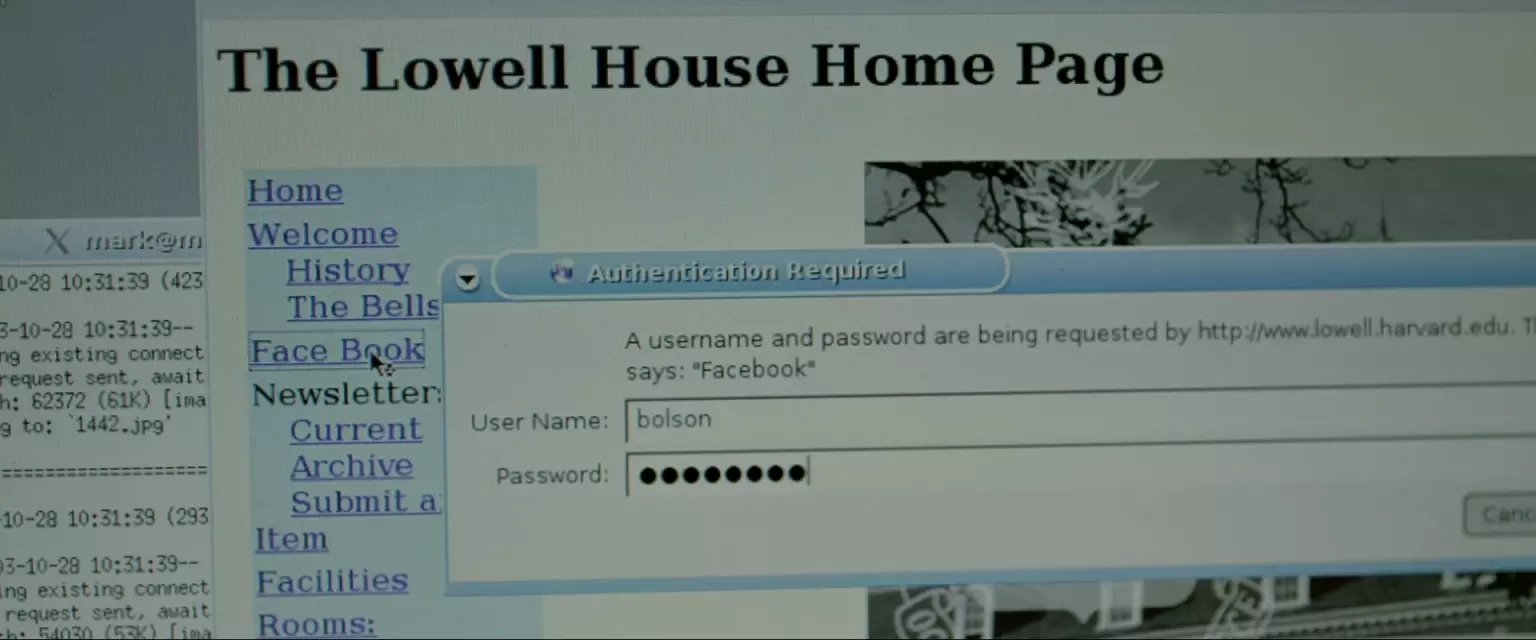 The Lowell House Home Page
Home
Welcome
History
The Bells
Face Book
Newsletter:
Current
Archive
Submit a
Item
Facilities
Rooms:
mark@m
10-28 10:31:39 (423
3-10-28 10:31:39--
ng existing connect
request sent, await
h: 62372 (61K) [ima
g to: `1442.jpg'
===================
-10-28 10:31:39 (293
03-10-28 10:31:39--
ing existing connect
request sent, await
h: 54030 (53K) [ima
Authentication Required
A username and password are being requested by http://www.lowell.harvard.edu. T
says: "Facebook"
User Name: bolson
Password: ●●●●●●●●
Canc